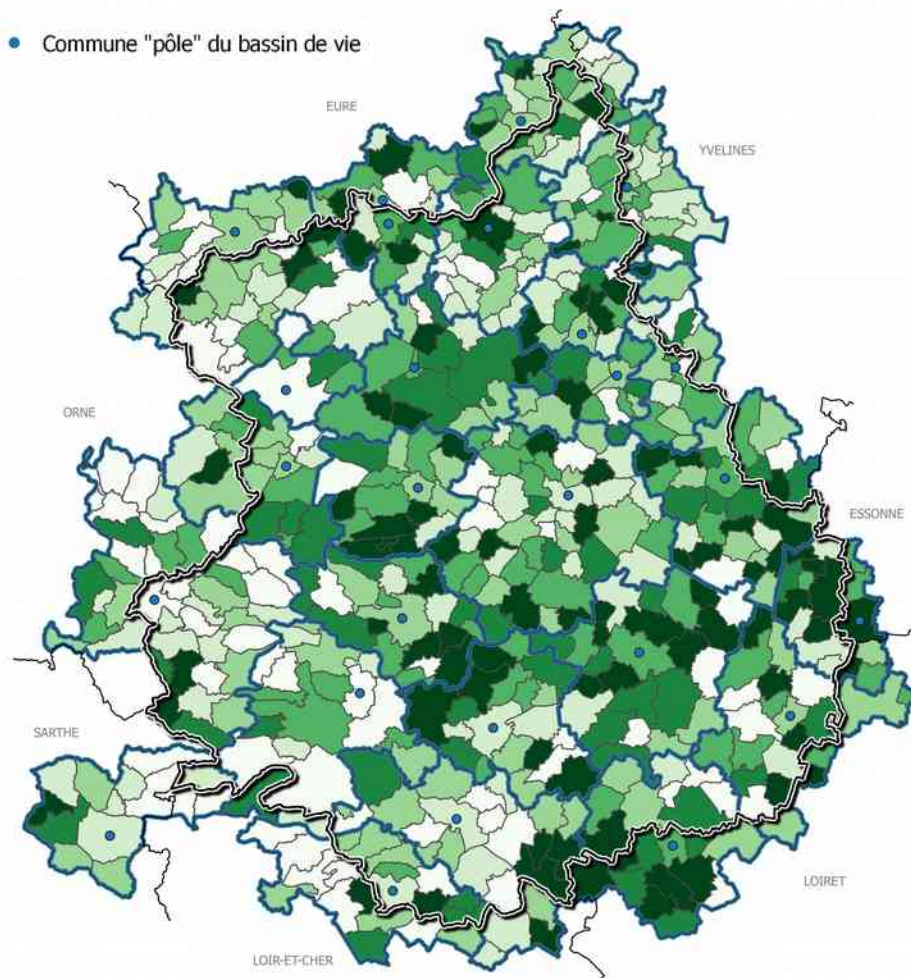 Commune "pôle" du bassin de vie
EURE
YVELINES
ORNE
ESSONNE
SARTHE
LOIRET
LOIR-ET-CHER